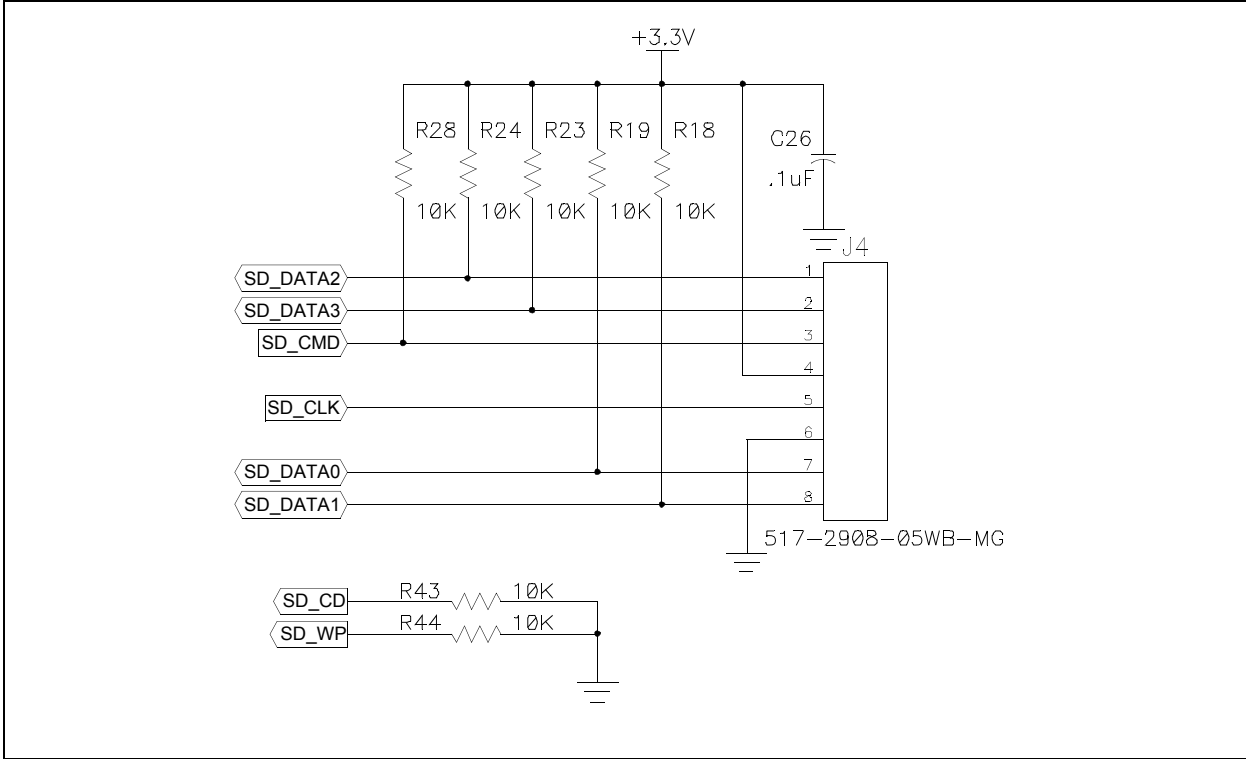 +3.3V
R28 R24 R23 R19 R18
C26
.1uF
10K 10K 10K 10K 10K
J4
SD_DATA2 1
SD_DATA3 2
SD_CMD 3
4
SD_CLK 5
6
SD_DATA0 7
SD_DATA1 8
517-2908-05WB-MG
SD_CD R43 10K
SD_WP R44 10K